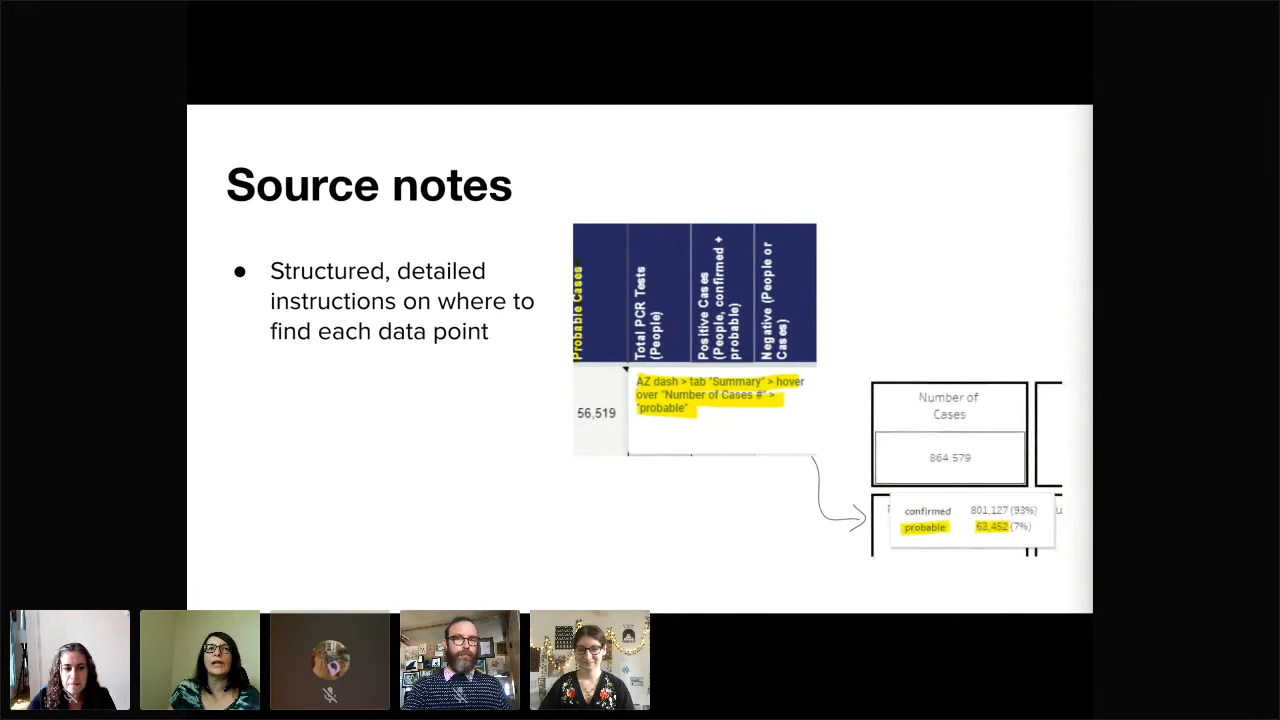 Source notes
● Structured, detailed
instructions on where to
find each data point
Probable Cases
Total PCR Tests
(People)
Positive Cases
(People, confirmed +
probable)
Negative (People or
Cases)
56,519
AZ dash > tab "Summary" > hover
over "Number of Cases #" >
"probable"
Number of
Cases
864,579
confirmed 801,127 (93%)
probable 63,452 (7%)